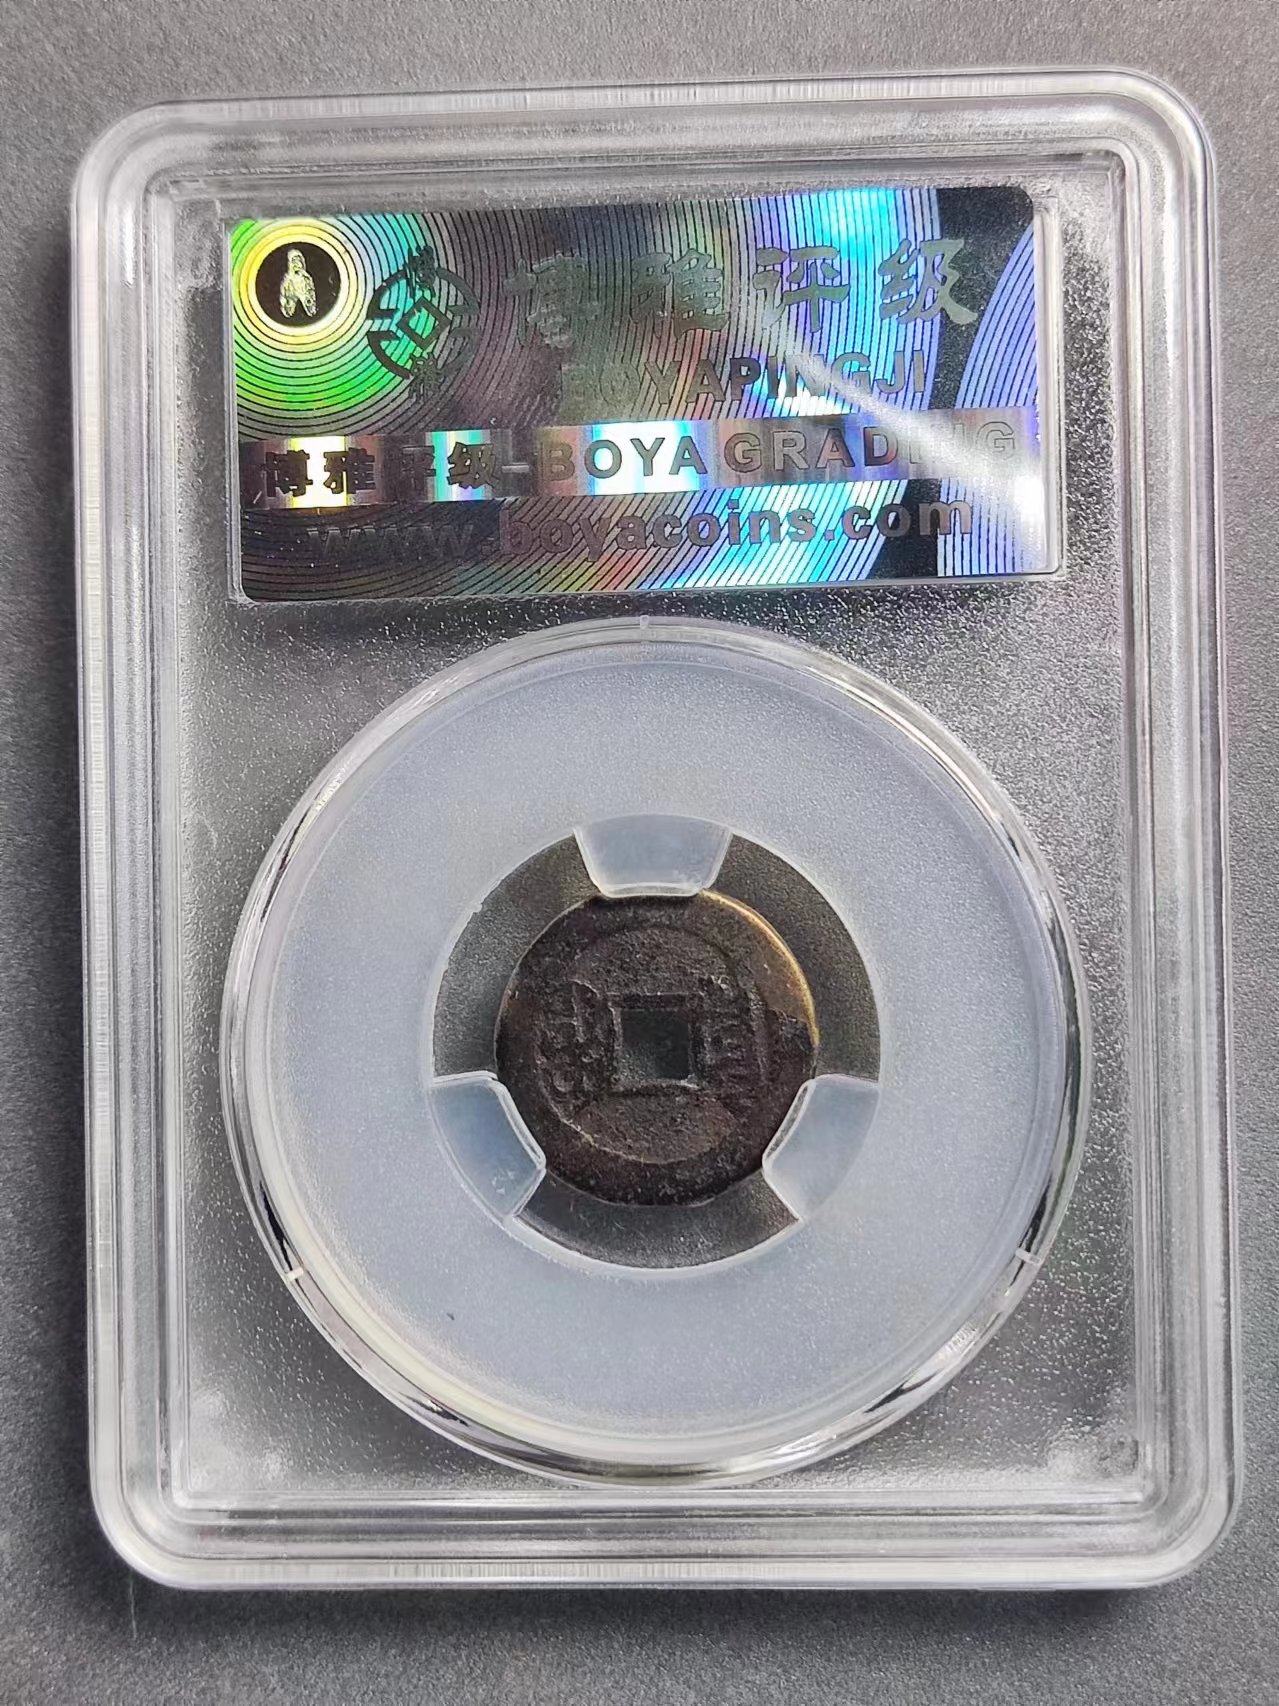 博雅评级
BOYAPINGJI
博雅评级-BOYA GRADING
www.boyacoins.com